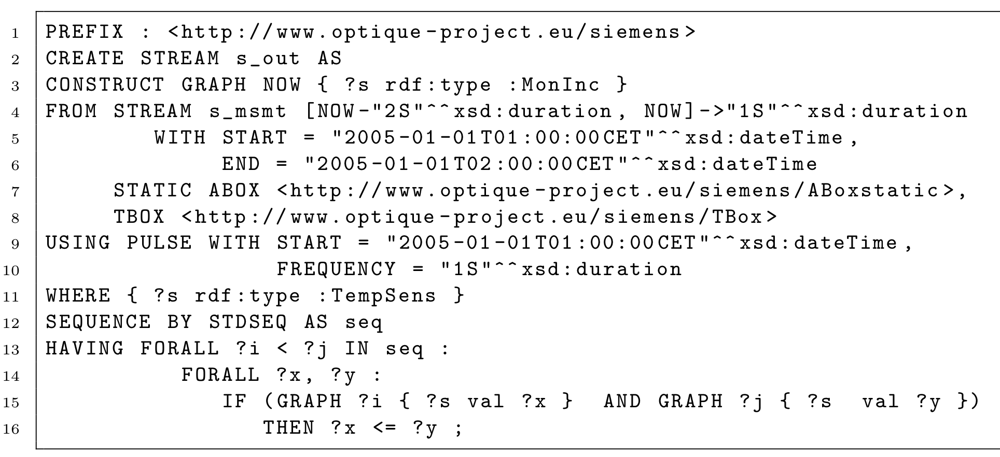 1 PREFIX : <http://www.optique-project.eu/siemens>
2 CREATE STREAM s_out AS
3 CONSTRUCT GRAPH NOW { ?s rdf:type :MonInc }
4 FROM STREAM s_msmt [NOW-"2S"^^xsd:duration, NOW]->"1S"^^xsd:duration
5 WITH START = "2005-01-01T01:00:00CET"^^xsd:dateTime,
6 END = "2005-01-01T02:00:00CET"^^xsd:dateTime
7 STATIC ABOX <http://www.optique-project.eu/siemens/ABoxstatic>,
8 TBOX <http://www.optique-project.eu/siemens/TBox>
9 USING PULSE WITH START = "2005-01-01T01:00:00CET"^^xsd:dateTime,
10 FREQUENCY = "1S"^^xsd:duration
11 WHERE { ?s rdf:type :TempSens }
12 SEQUENCE BY STDSEQ AS seq
13 HAVING FORALL ?i < ?j IN seq :
14 FORALL ?x, ?y :
15 IF (GRAPH ?i { ?s val ?x } AND GRAPH ?j { ?s val ?y })
16 THEN ?x <= ?y ;